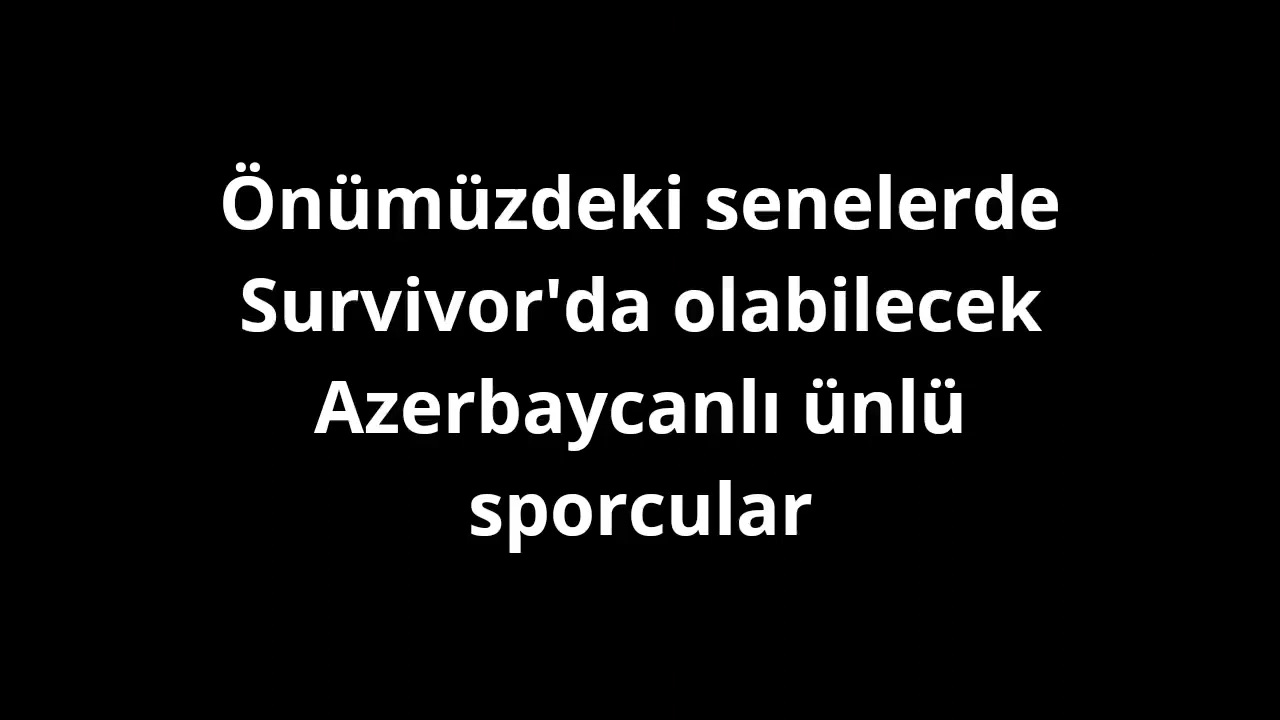 Önümüzdeki senelerde
Survivor'da olabilecek
Azerbaycanlı ünlü
sporcular